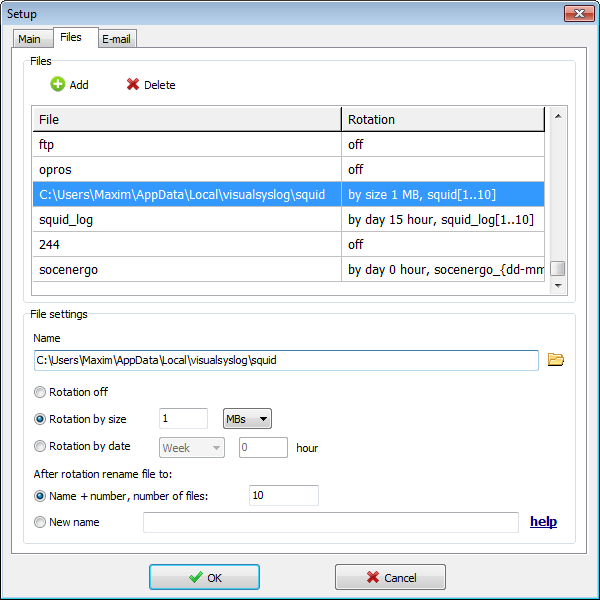 Setup
Main Files E-mail
Files
Add Delete
File Rotation
ftp off
opros off
C:\Users\Maxim\AppData\Local\visualsyslog\squid by size 1 MB, squid[1..10]
squid_log by day 15 hour, squid_log[1..10]
244 off
socenergo by day 0 hour, socenergo_{dd-mm
File settings
Name
C:\Users\Maxim\AppData\Local\visualsyslog\squid
Rotation off
Rotation by size 1 MBs
Rotation by date Week 0 hour
After rotation rename file to:
Name + number, number of files: 10
New name help
OK Cancel